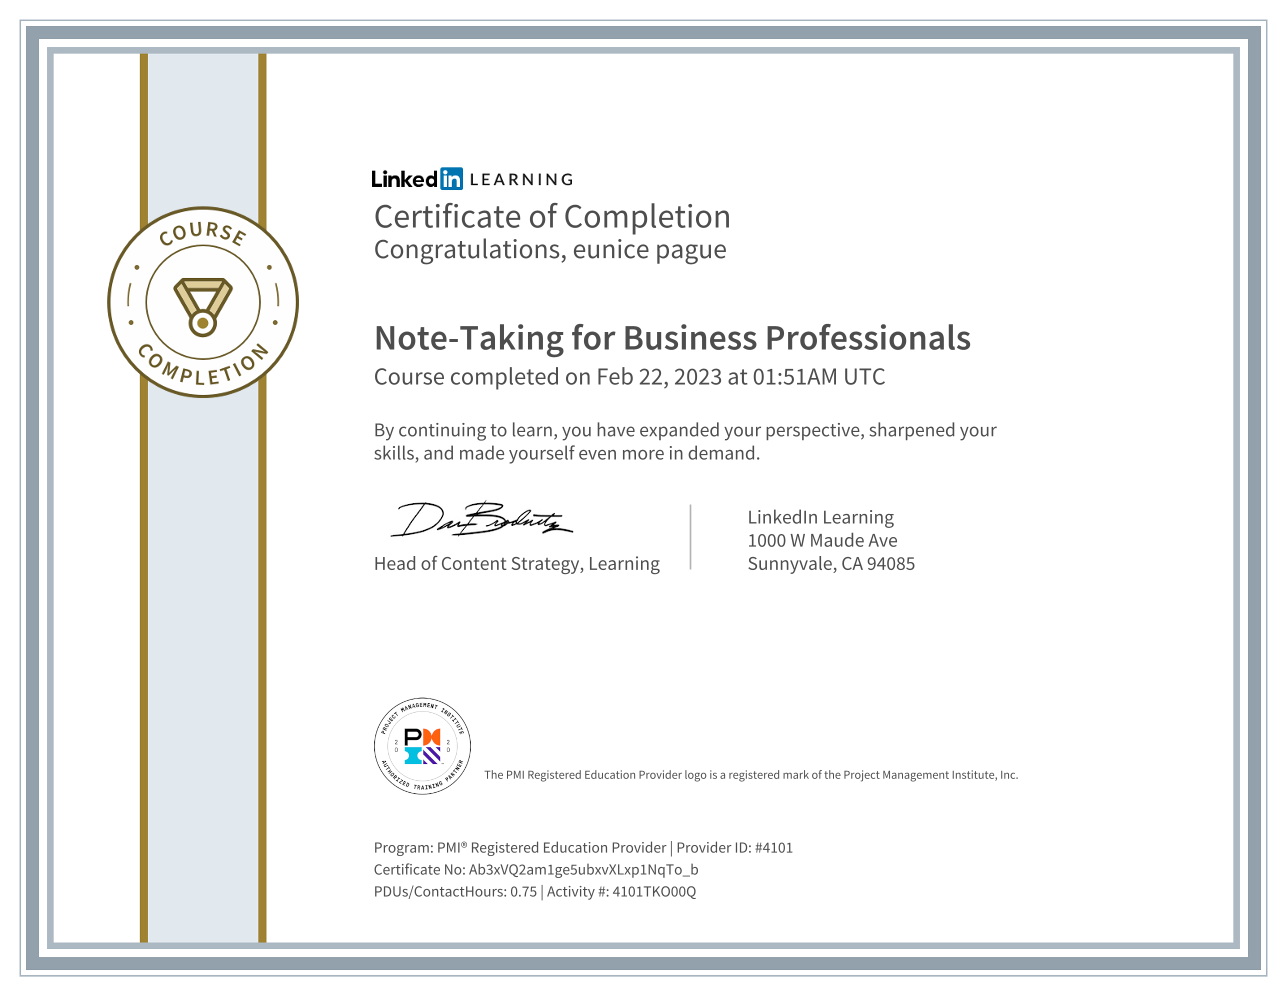 LinkedIn LEARNING
Certificate of Completion
Congratulations, eunice pague
COURSE
COMPLETION
Note-Taking for Business Professionals
Course completed on Feb 22, 2023 at 01:51AM UTC
By continuing to learn, you have expanded your perspective, sharpened your
skills, and made yourself even more in demand.
Head of Content Strategy, Learning
LinkedIn Learning
1000 W Maude Ave
Sunnyvale, CA 94085
PROJECT MANAGEMENT INSTITUTE
20 20
PM
AUTHORIZED TRAINING PARTNER
The PMI Registered Education Provider logo is a registered mark of the Project Management Institute, Inc.
Program: PMI® Registered Education Provider | Provider ID: #4101
Certificate No: Ab3xVQ2am1ge5ubxvXLxp1NqTo_b
PDUs/ContactHours: 0.75 | Activity #: 4101TKO00Q